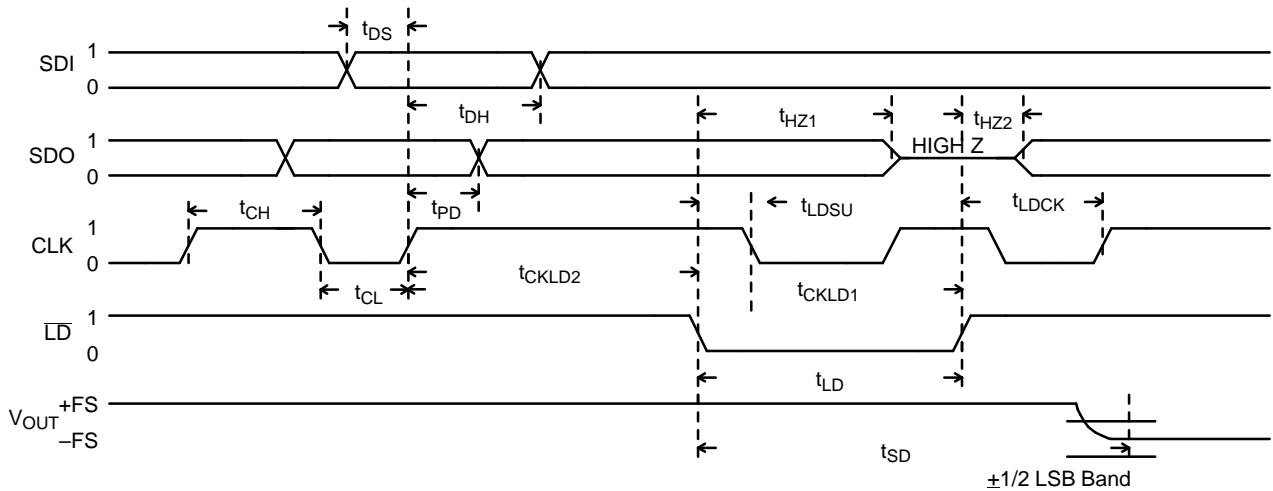 tDS
SDI 1
0
tDH
tHZ1
tHZ2
SDO 1
0
HIGH Z
tCH
tPD
tLDSU
tLDCK
CLK 1
0
tCL
tCKLD2
tCKLD1
LD 1
0
tLD
VOUT +FS
–FS
tSD
±1/2 LSB Band